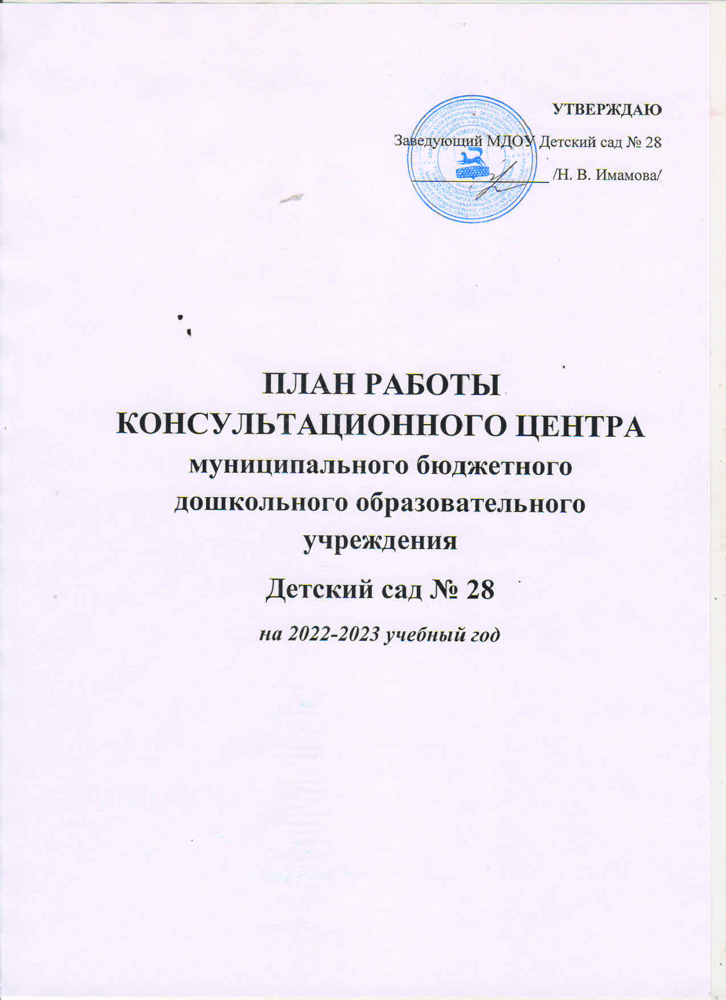 УТВЕРЖДАЮ
Заведующий МДОУ Детский сад № 28
/Н. В. Имамова/
ПЛАН РАБОТЫ
КОНСУЛЬТАЦИОННОГО ЦЕНТРА
муниципального бюджетного
дошкольного образовательного
учреждения
Детский сад № 28
на 2022-2023 учебный год